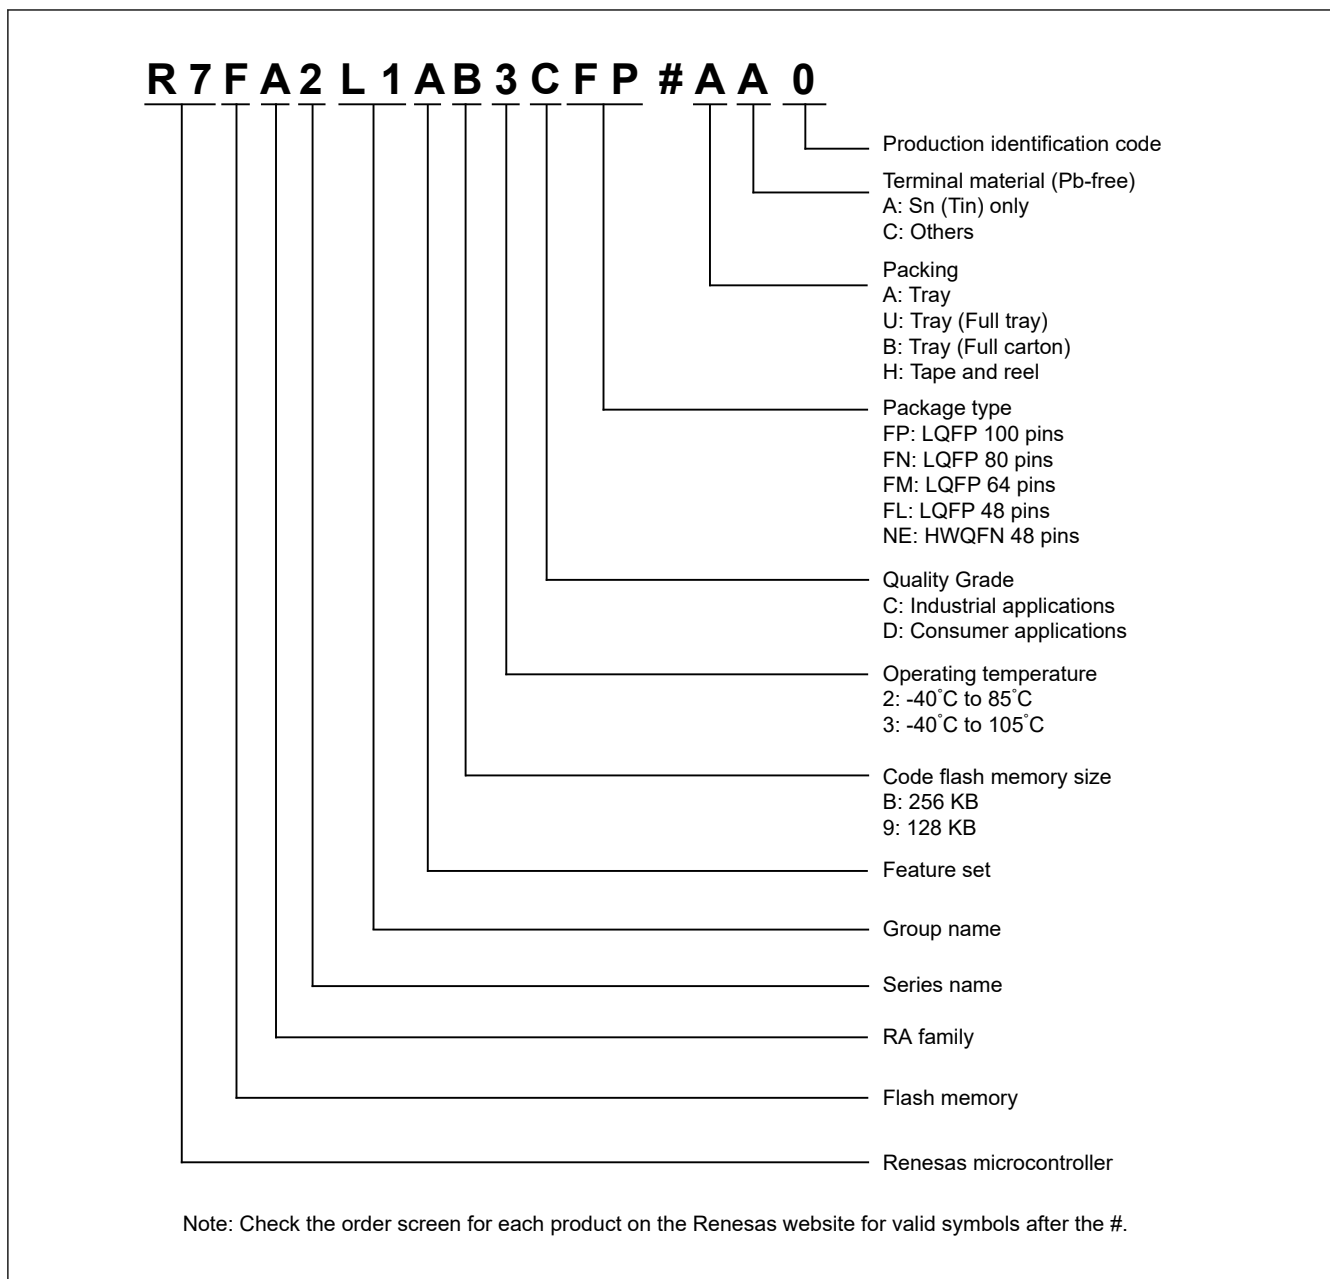 R7FA2L1AB3CFP#AA0
Production identification code
Terminal material (Pb-free)
A: Sn (Tin) only
C: Others
Packing
A: Tray
U: Tray (Full tray)
B: Tray (Full carton)
H: Tape and reel
Package type
FP: LQFP 100 pins
FN: LQFP 80 pins
FM: LQFP 64 pins
FL: LQFP 48 pins
NE: HWQFN 48 pins
Quality Grade
C: Industrial applications
D: Consumer applications
Operating temperature
2: -40°C to 85°C
3: -40°C to 105°C
Code flash memory size
B: 256 KB
9: 128 KB
Feature set
Group name
Series name
RA family
Flash memory
Renesas microcontroller
Note: Check the order screen for each product on the Renesas website for valid symbols after the #.